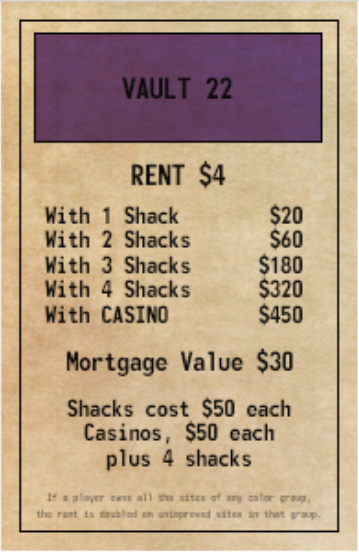 VAULT 22
RENT $4
With 1 Shack $20
With 2 Shacks $60
With 3 Shacks $180
With 4 Shacks $320
With CASINO $450
Mortgage Value $30
Shacks cost $50 each
Casinos, $50 each
plus 4 shacks
If a player owns all the sites of any color group,
the rent is doubled on unimproved sites in that group.